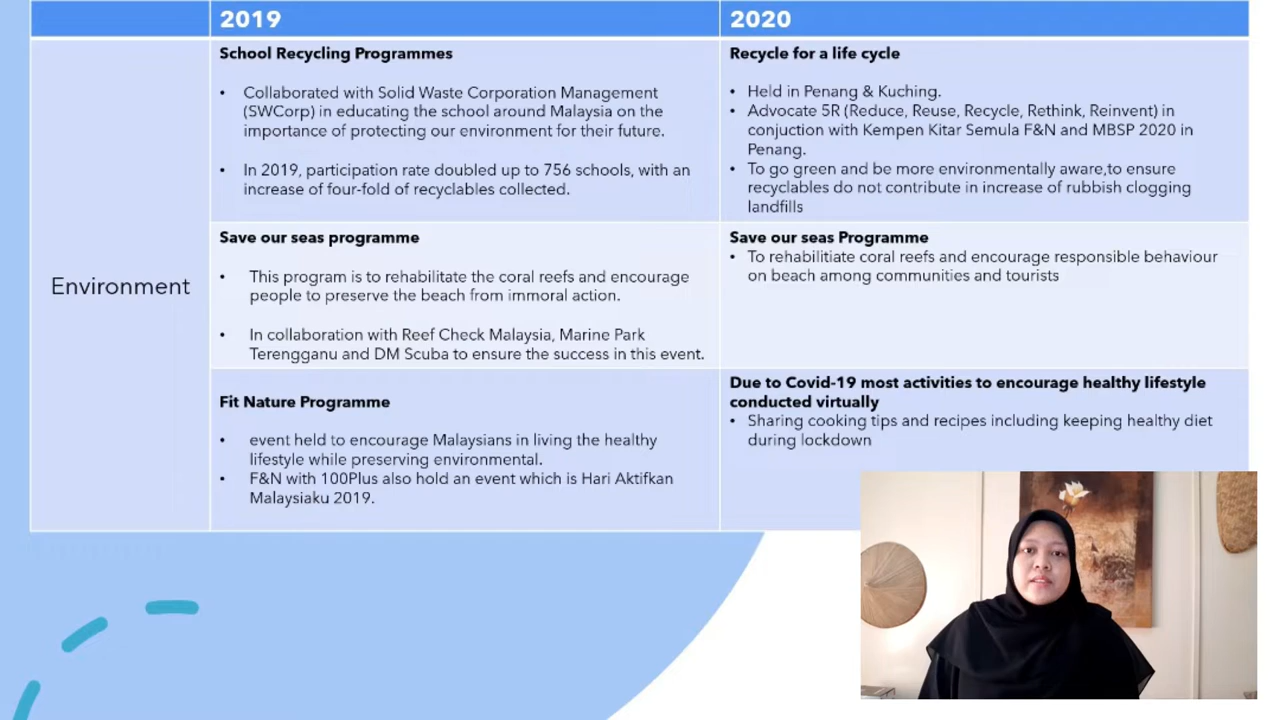 2019
2020
Environment
School Recycling Programmes
• Collaborated with Solid Waste Corporation Management
(SWCorp) in educating the school around Malaysia on the
importance of protecting our environment for their future.
• In 2019, participation rate doubled up to 756 schools, with an
increase of four-fold of recyclables collected.
Recycle for a life cycle
• Held in Penang & Kuching.
• Advocate 5R (Reduce, Reuse, Recycle, Rethink, Reinvent) in
conjuction with Kempen Kitar Semula F&N and MBSP 2020 in
Penang.
• To go green and be more environmentally aware,to ensure
recyclables do not contribute in increase of rubbish clogging
landfills
Save our seas programme
• This program is to rehabilitate the coral reefs and encourage
people to preserve the beach from immoral action.
• In collaboration with Reef Check Malaysia, Marine Park
Terengganu and DM Scuba to ensure the success in this event.
Save our seas Programme
• To rehabilitiate coral reefs and encourage responsible behaviour
on beach among communities and tourists
Fit Nature Programme
• event held to encourage Malaysians in living the healthy
lifestyle while preserving environmental.
• F&N with 100Plus also hold an event which is Hari Aktifkan
Malaysiaku 2019.
Due to Covid-19 most activities to encourage healthy lifestyle
conducted virtually
• Sharing cooking tips and recipes including keeping healthy diet
during lockdown